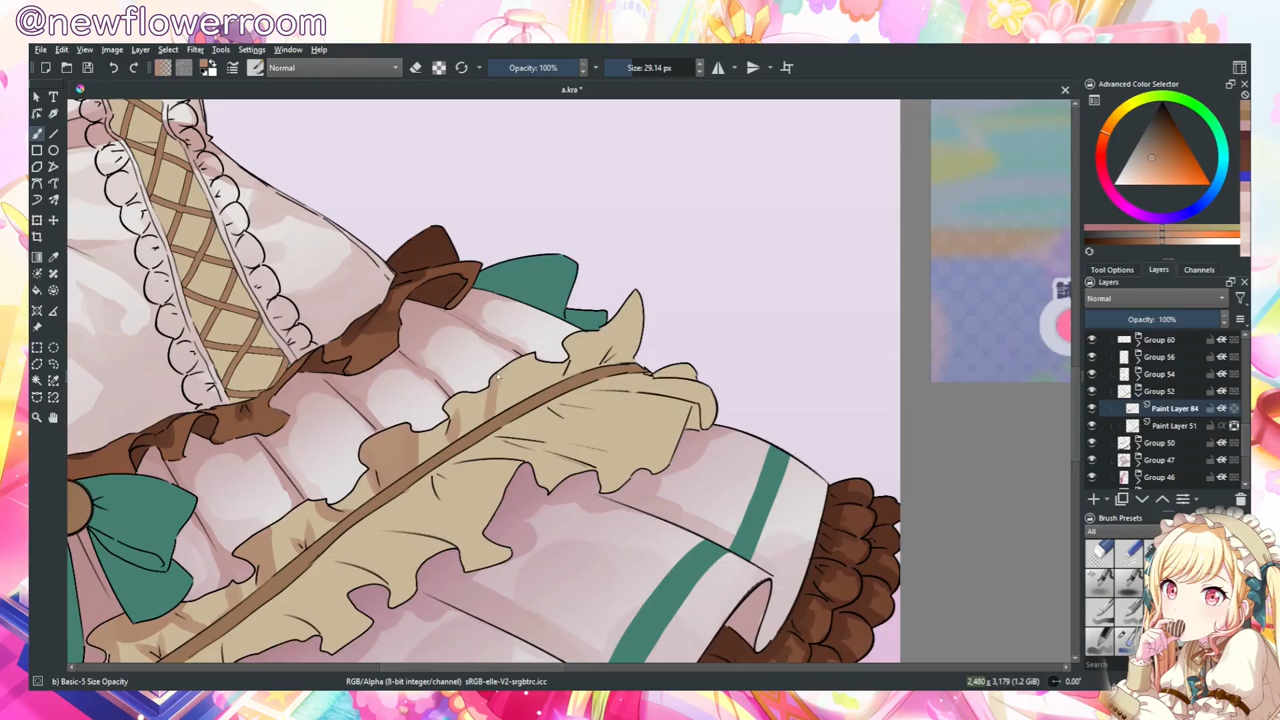 @newflowerroom
File Edit View Image Layer Select Filter Tools Settings Window Help
Normal Opacity: 100% Size: 29.14 px
a.kra *
Advanced Color Selector
Tool Options Layers Channels
Layers
Normal
Opacity: 100%
Group 60
Group 56
Group 54
Group 52
Paint Layer 84
Paint Layer 51
Group 50
Group 47
Group 46
Brush Presets
All
Search
b) Basic-5 Size Opacity RGB/Alpha (8-bit integer/channel) sRGB-elle-V2-srgbtrc.icc 2,480 x 3,179 (1.2 GiB) 0.00°